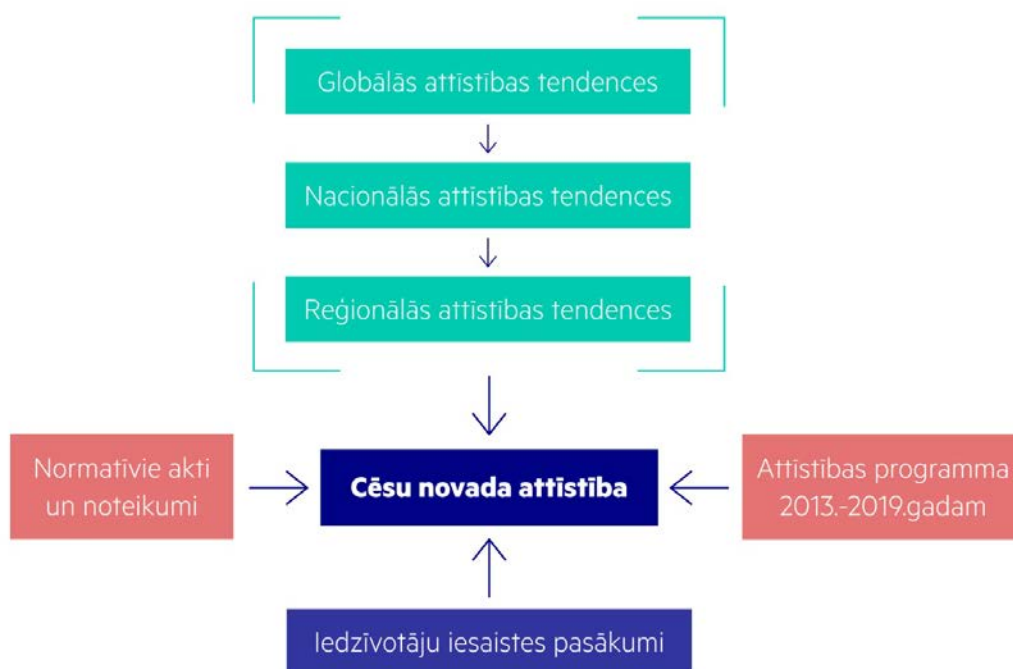 Globālās attīstības tendences
Nacionālās attīstības tendences
Reģionālās attīstības tendences
Normatīvie akti
un noteikumi
Cēsu novada attīstība
Attīstības programma
2013.-2019.gadam
Iedzīvotāju iesaistes pasākumi